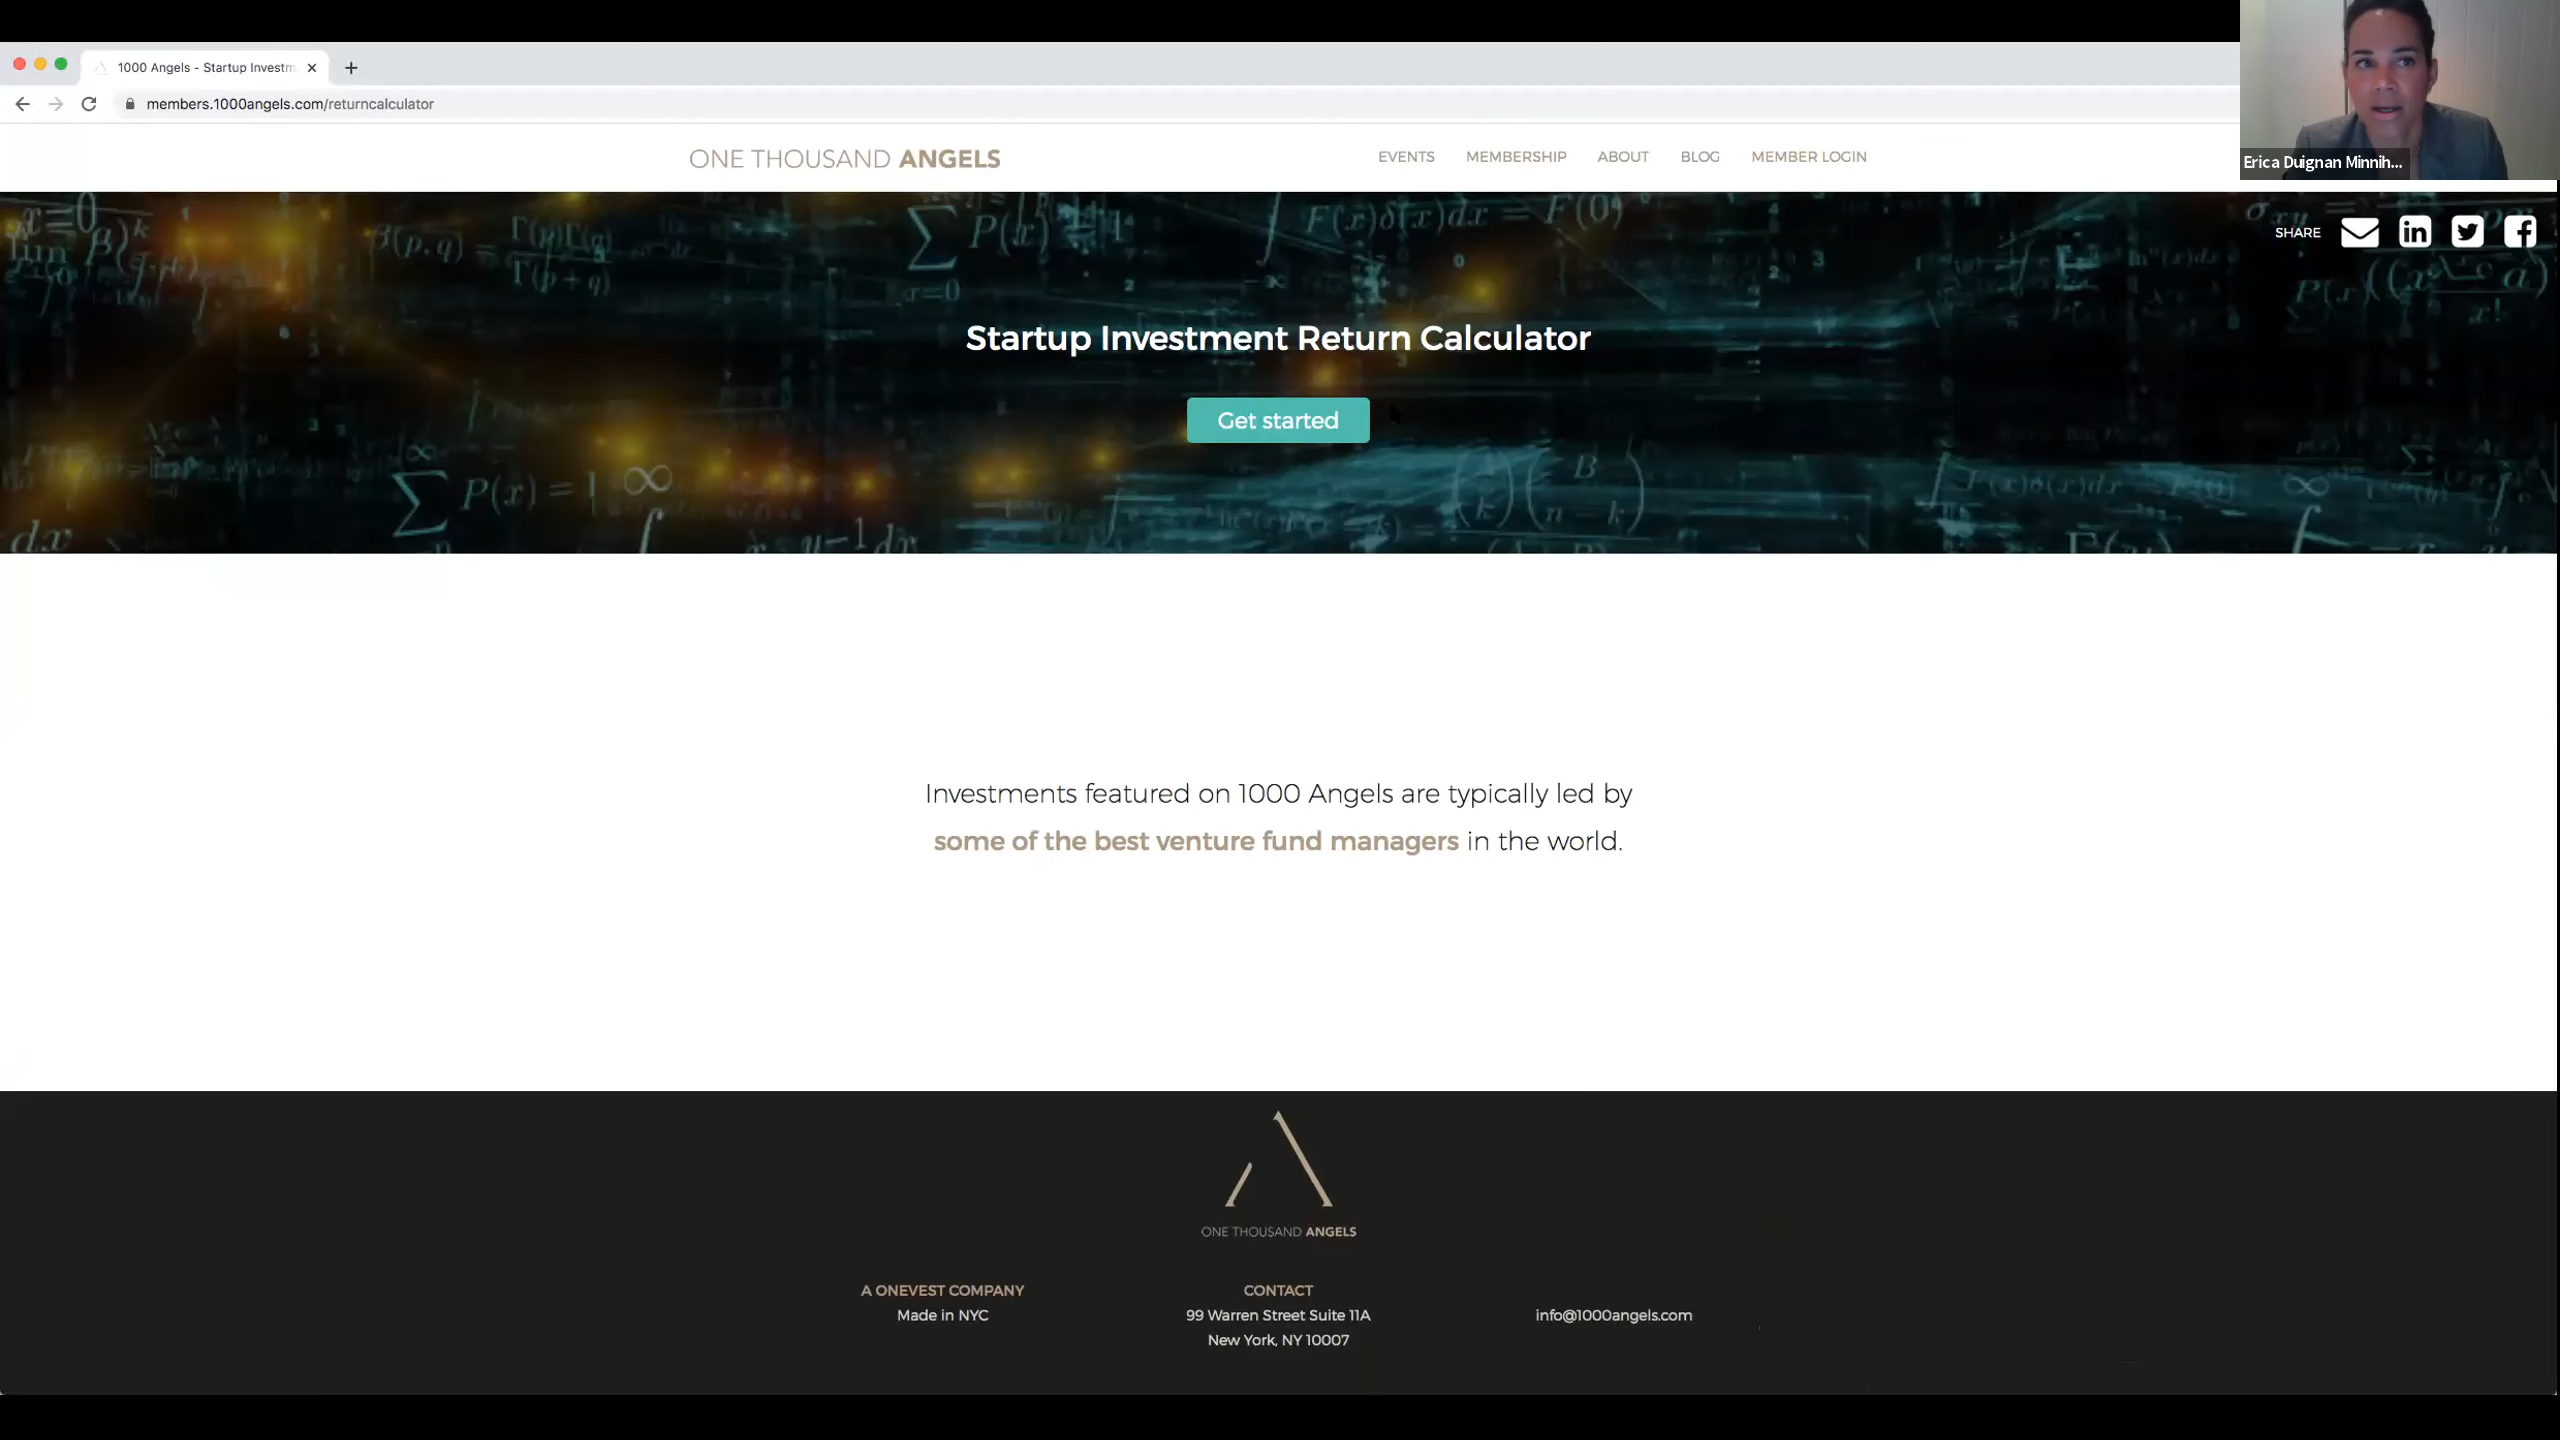 1000 Angels - Startup Investm
members.1000angels.com/returncalculator
Erica Duignan Minnih...
ONE THOUSAND ANGELS
EVENTS
MEMBERSHIP
ABOUT
BLOG
MEMBER LOGIN
SHARE
Startup Investment Return Calculator
Get started
Investments featured on 1000 Angels are typically led by
some of the best venture fund managers in the world.
ONE THOUSAND ANGELS
A ONEVEST COMPANY
Made in NYC
CONTACT
99 Warren Street Suite 11A
New York, NY 10007
info@1000angels.com